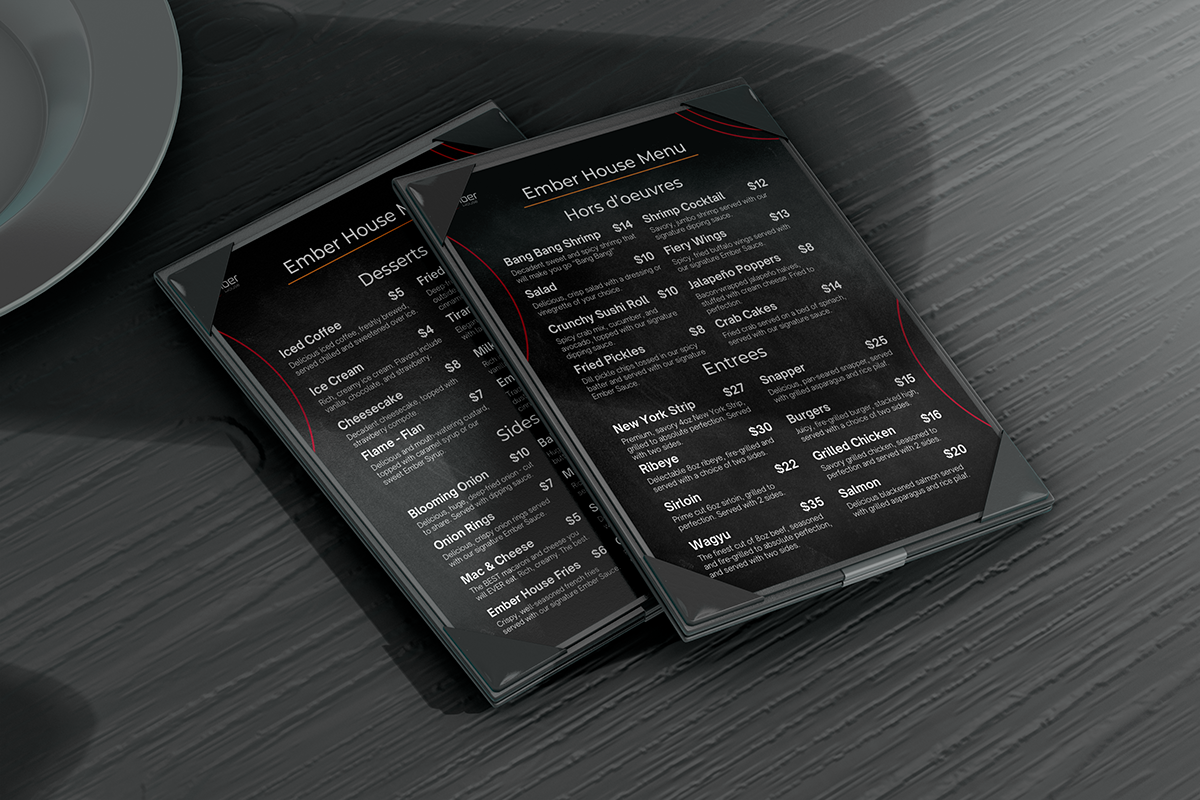 ber
Ember House M
Desserts
Iced Coffee $5
Delicious iced coffee, freshly brewed,
served chilled and sweetened over ice.
Ice Cream $4
Rich, creamy ice cream. Flavors include
vanilla, chocolate, and strawberry.
Cheesecake $8
Decadent cheesecake, topped with
strawberry compote.
Flame - Flan $7
Delicious and mouth-watering custard,
topped with caramel syrup or our
sweet Ember Syrup.
Fried
Tira
Milk
Em
Sides
Blooming Onion $10
Delicious, huge, deep-fried onion - cut
to share. Served with dipping sauce
Onion Rings $7
Delicious, crispy onion rings served
with our signature Ember Sauce.
Mac & Cheese $5
The BEST macaroni and cheese you
will EVER eat. Rich, creamy. The best.
Ember House Fries $6
Crispy, well-seasoned french fries
served with our signature Ember Sauce
Ba
M
mber
Ember House Menu
Hors d'oeuvres
Bang Bang Shrimp $14
Decadent sweet and spicy shrimp that
will make you go "Bang Bang!"
Salad $10
Delicious, crisp salad with a dressing or
vinegrette of your choice.
Crunchy Sushi Roll $10
Spicy crab mix, cucumber, and
avocado, topped with our signature
dipping sauce.
Fried Pickles $8
Dill pickle chips tossed in our spicy
batter and served with our signature
Ember Sauce.
Shrimp Cocktail $12
Savory, jumbo shrimp served with our
signature dipping sauce.
Fiery Wings $13
Spicy, fried buffalo wings served with
our signature Ember Sauce.
Jalapeño Poppers $8
Bacon-wrapped jalapeño halves,
stuffed with cream cheese. Fried to
perfection.
Crab Cakes $14
Fried crab served on a bed of spinach,
served with our signature sauce.
Entrees
New York Strip $27
Premium, savory 4oz New York Strip,
grilled to absolute perfection. Served
with two sides.
Ribeye $30
Delectable 8oz ribeye, fire-grilled and
served with a choice of two sides.
Sirloin $22
Prime cut 6oz sirloin, grilled to
perfection. Served with 2 sides.
Wagyu $35
The finest cut of 8oz beef, seasoned
and fire-grilled to absolute perfection,
and served with two sides.
Snapper $25
Delicious, pan-seared snapper, served
with grilled asparagus and rice pilaf.
Burgers $15
Juicy, fire-grilled burger, stacked high,
served with a choice of two sides.
Grilled Chicken $16
Savory grilled chicken, seasoned to
perfection and served with 2 sides.
Salmon $20
Delicious blackened salmon served
with grilled asparagus and rice pilaf.